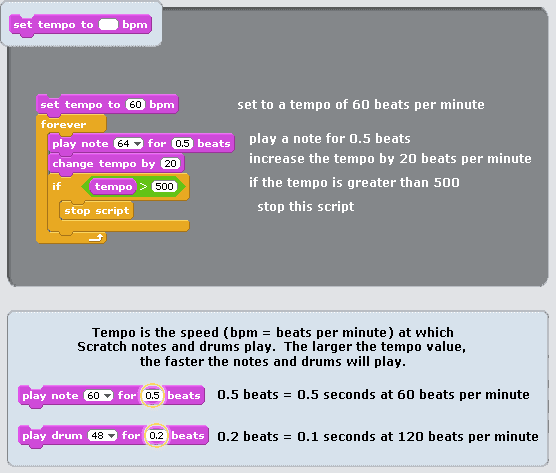 set tempo to bpm
set tempo to 60 bpm set to a tempo of 60 beats per minute
forever
play note 64 for 0.5 beats play a note for 0.5 beats
change tempo by 20 increase the tempo by 20 beats per minute
if tempo > 500 if the tempo is greater than 500
stop script stop this script
Tempo is the speed (bpm = beats per minute) at which
Scratch notes and drums play. The larger the tempo value,
the faster the notes and drums will play.
play note 60 for 0.5 beats 0.5 beats = 0.5 seconds at 60 beats per minute
play drum 48 for 0.2 beats 0.2 beats = 0.1 seconds at 120 beats per minute